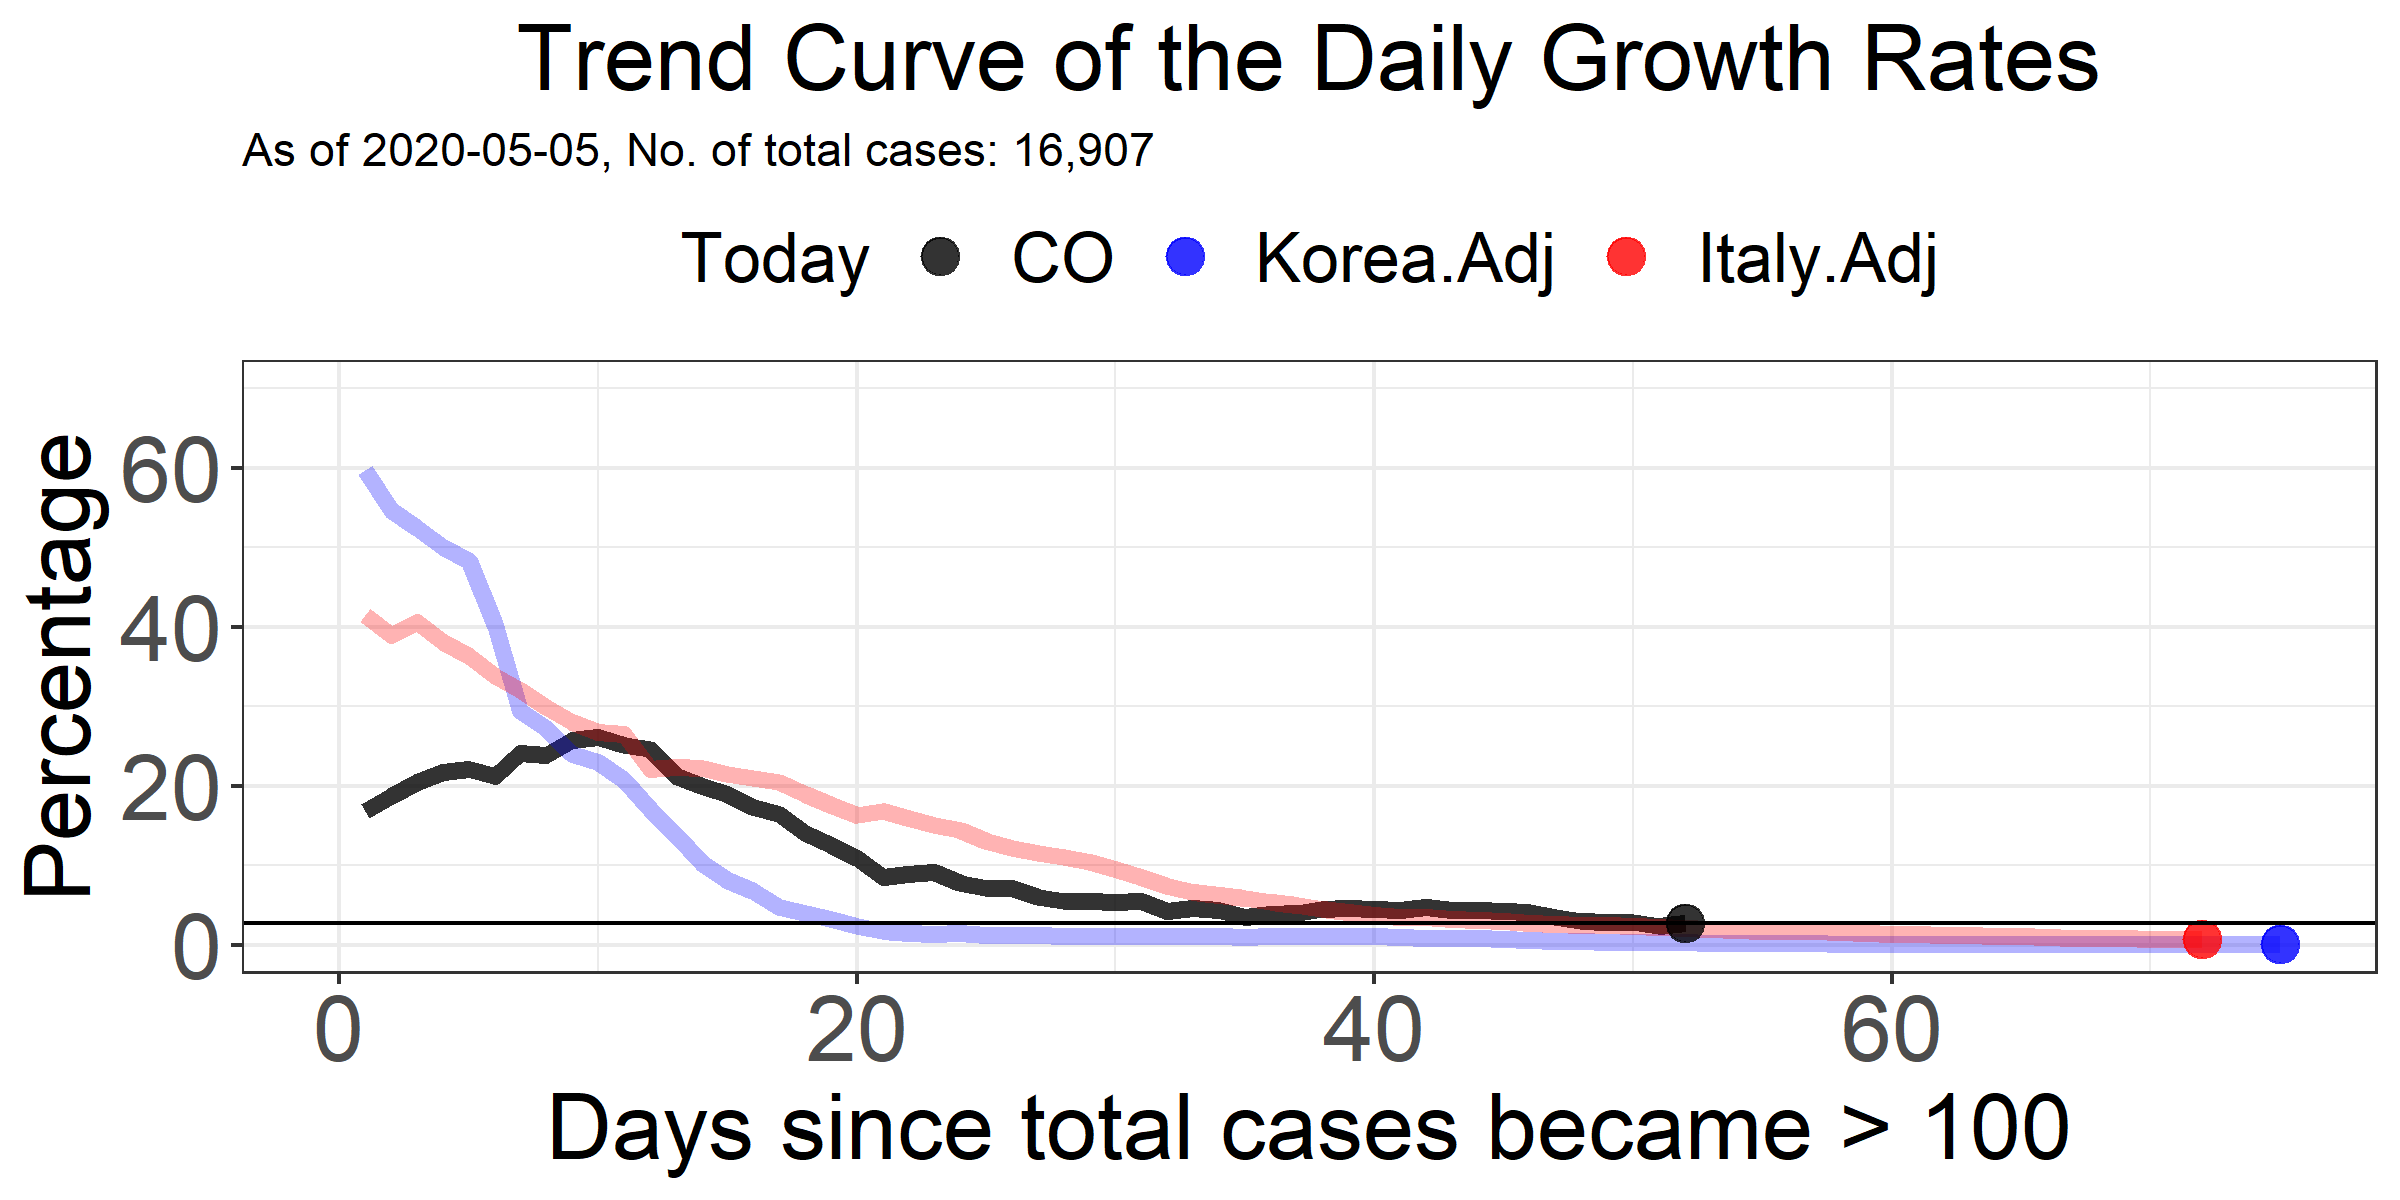 Trend Curve of the Daily Growth Rates
As of 2020-05-05, No. of total cases: 16,907
Today CO Korea.Adj Italy.Adj
Percentage
60
40
20
0
0 20 40 60
Days since total cases became > 100